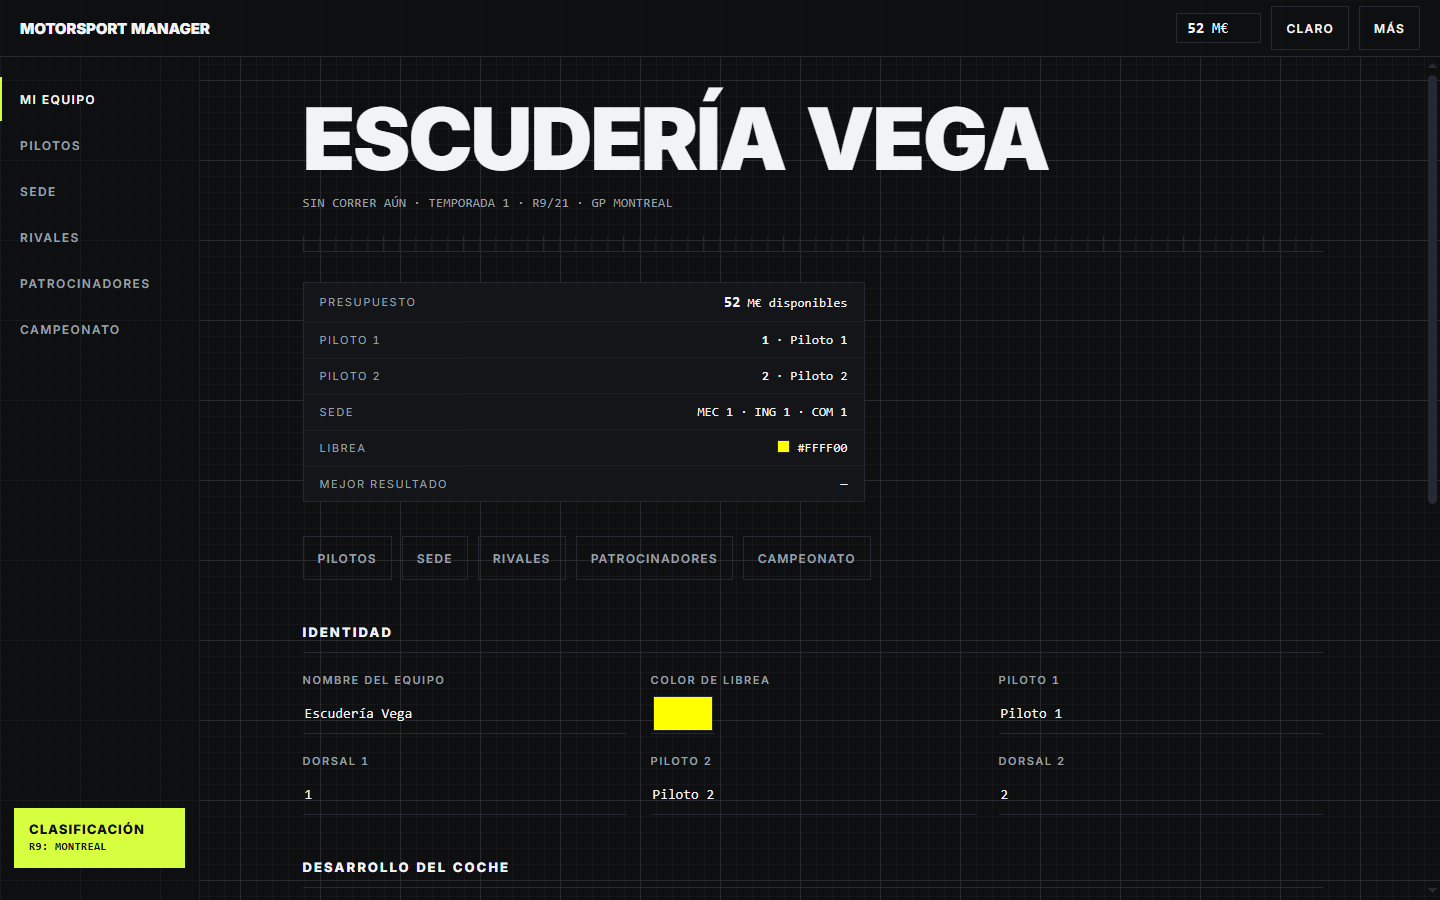 MOTORSPORT MANAGER
52 M€
CLARO
MÁS
MI EQUIPO
PILOTOS
SEDE
RIVALES
PATROCINADORES
CAMPEONATO
CLASIFICACIÓN
R9: MONTREAL
ESCUDERÍA VEGA
SIN CORRER AÚN · TEMPORADA 1 · R9/21 · GP MONTREAL
PRESUPUESTO 52 M€ disponibles
PILOTO 1 1 · Piloto 1
PILOTO 2 2 · Piloto 2
SEDE MEC 1 · ING 1 · COM 1
LIBREA #FFFF00
MEJOR RESULTADO —
PILOTOS SEDE RIVALES PATROCINADORES CAMPEONATO
IDENTIDAD
NOMBRE DEL EQUIPO COLOR DE LIBREA PILOTO 1
Escudería Vega Piloto 1
DORSAL 1 PILOTO 2 DORSAL 2
1 Piloto 2 2
DESARROLLO DEL COCHE